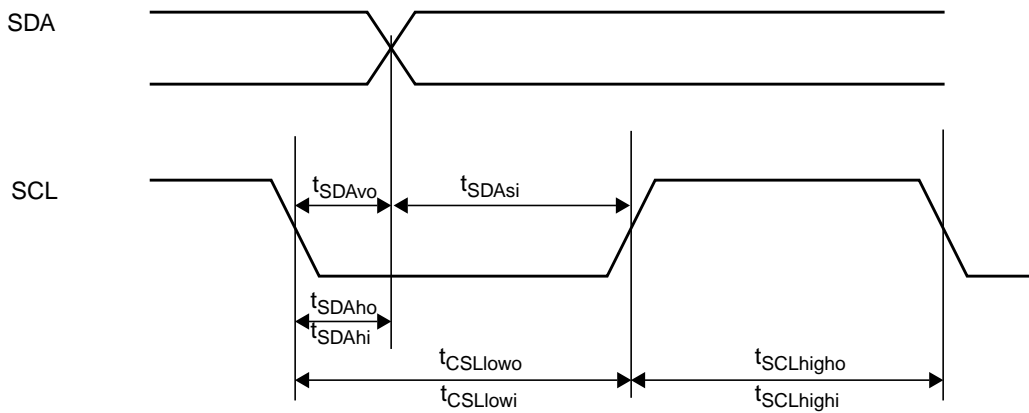 SDA
SCL
tSDAvo
tSDAsi
tSDAho
tSDAhi
tCSLlowo
tSCLhigho
tCSLlowi
tSCLhighi